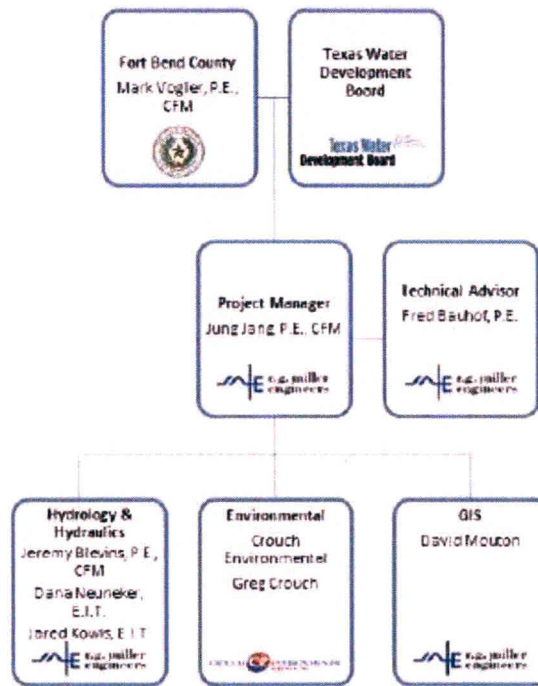 Fort Bend County
Mark Vogler, P.E.,
CFM
Texas Water
Development
Board
Texas Water
Development Board
Project Manager
Jung Jang, P.E., CFM
r.g. miller
engineers
Technical Advisor
Fred Bauhof, P.E.
r.g. miller
engineers
Hydrology &
Hydraulics
Jeremy Blevins, P.E.,
CFM
Dana Neuneker,
E.I.T.
Jared Kowis, E.I.T
r.g. miller
engineers
Environmental
Crouch
Environmental
Greg Crouch
GIS
David Mouton
r.g. miller
engineers